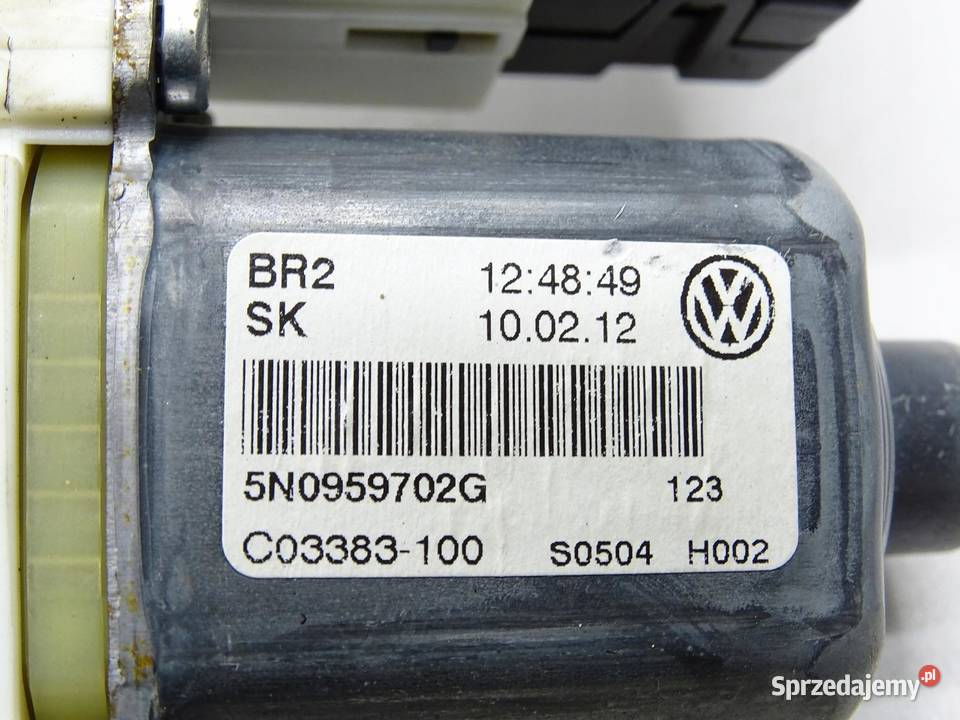 BR2 12:48:49
SK 10.02.12
5N0959702G 123
C03383-100 S0504 H002
Sprzedajemy.pl